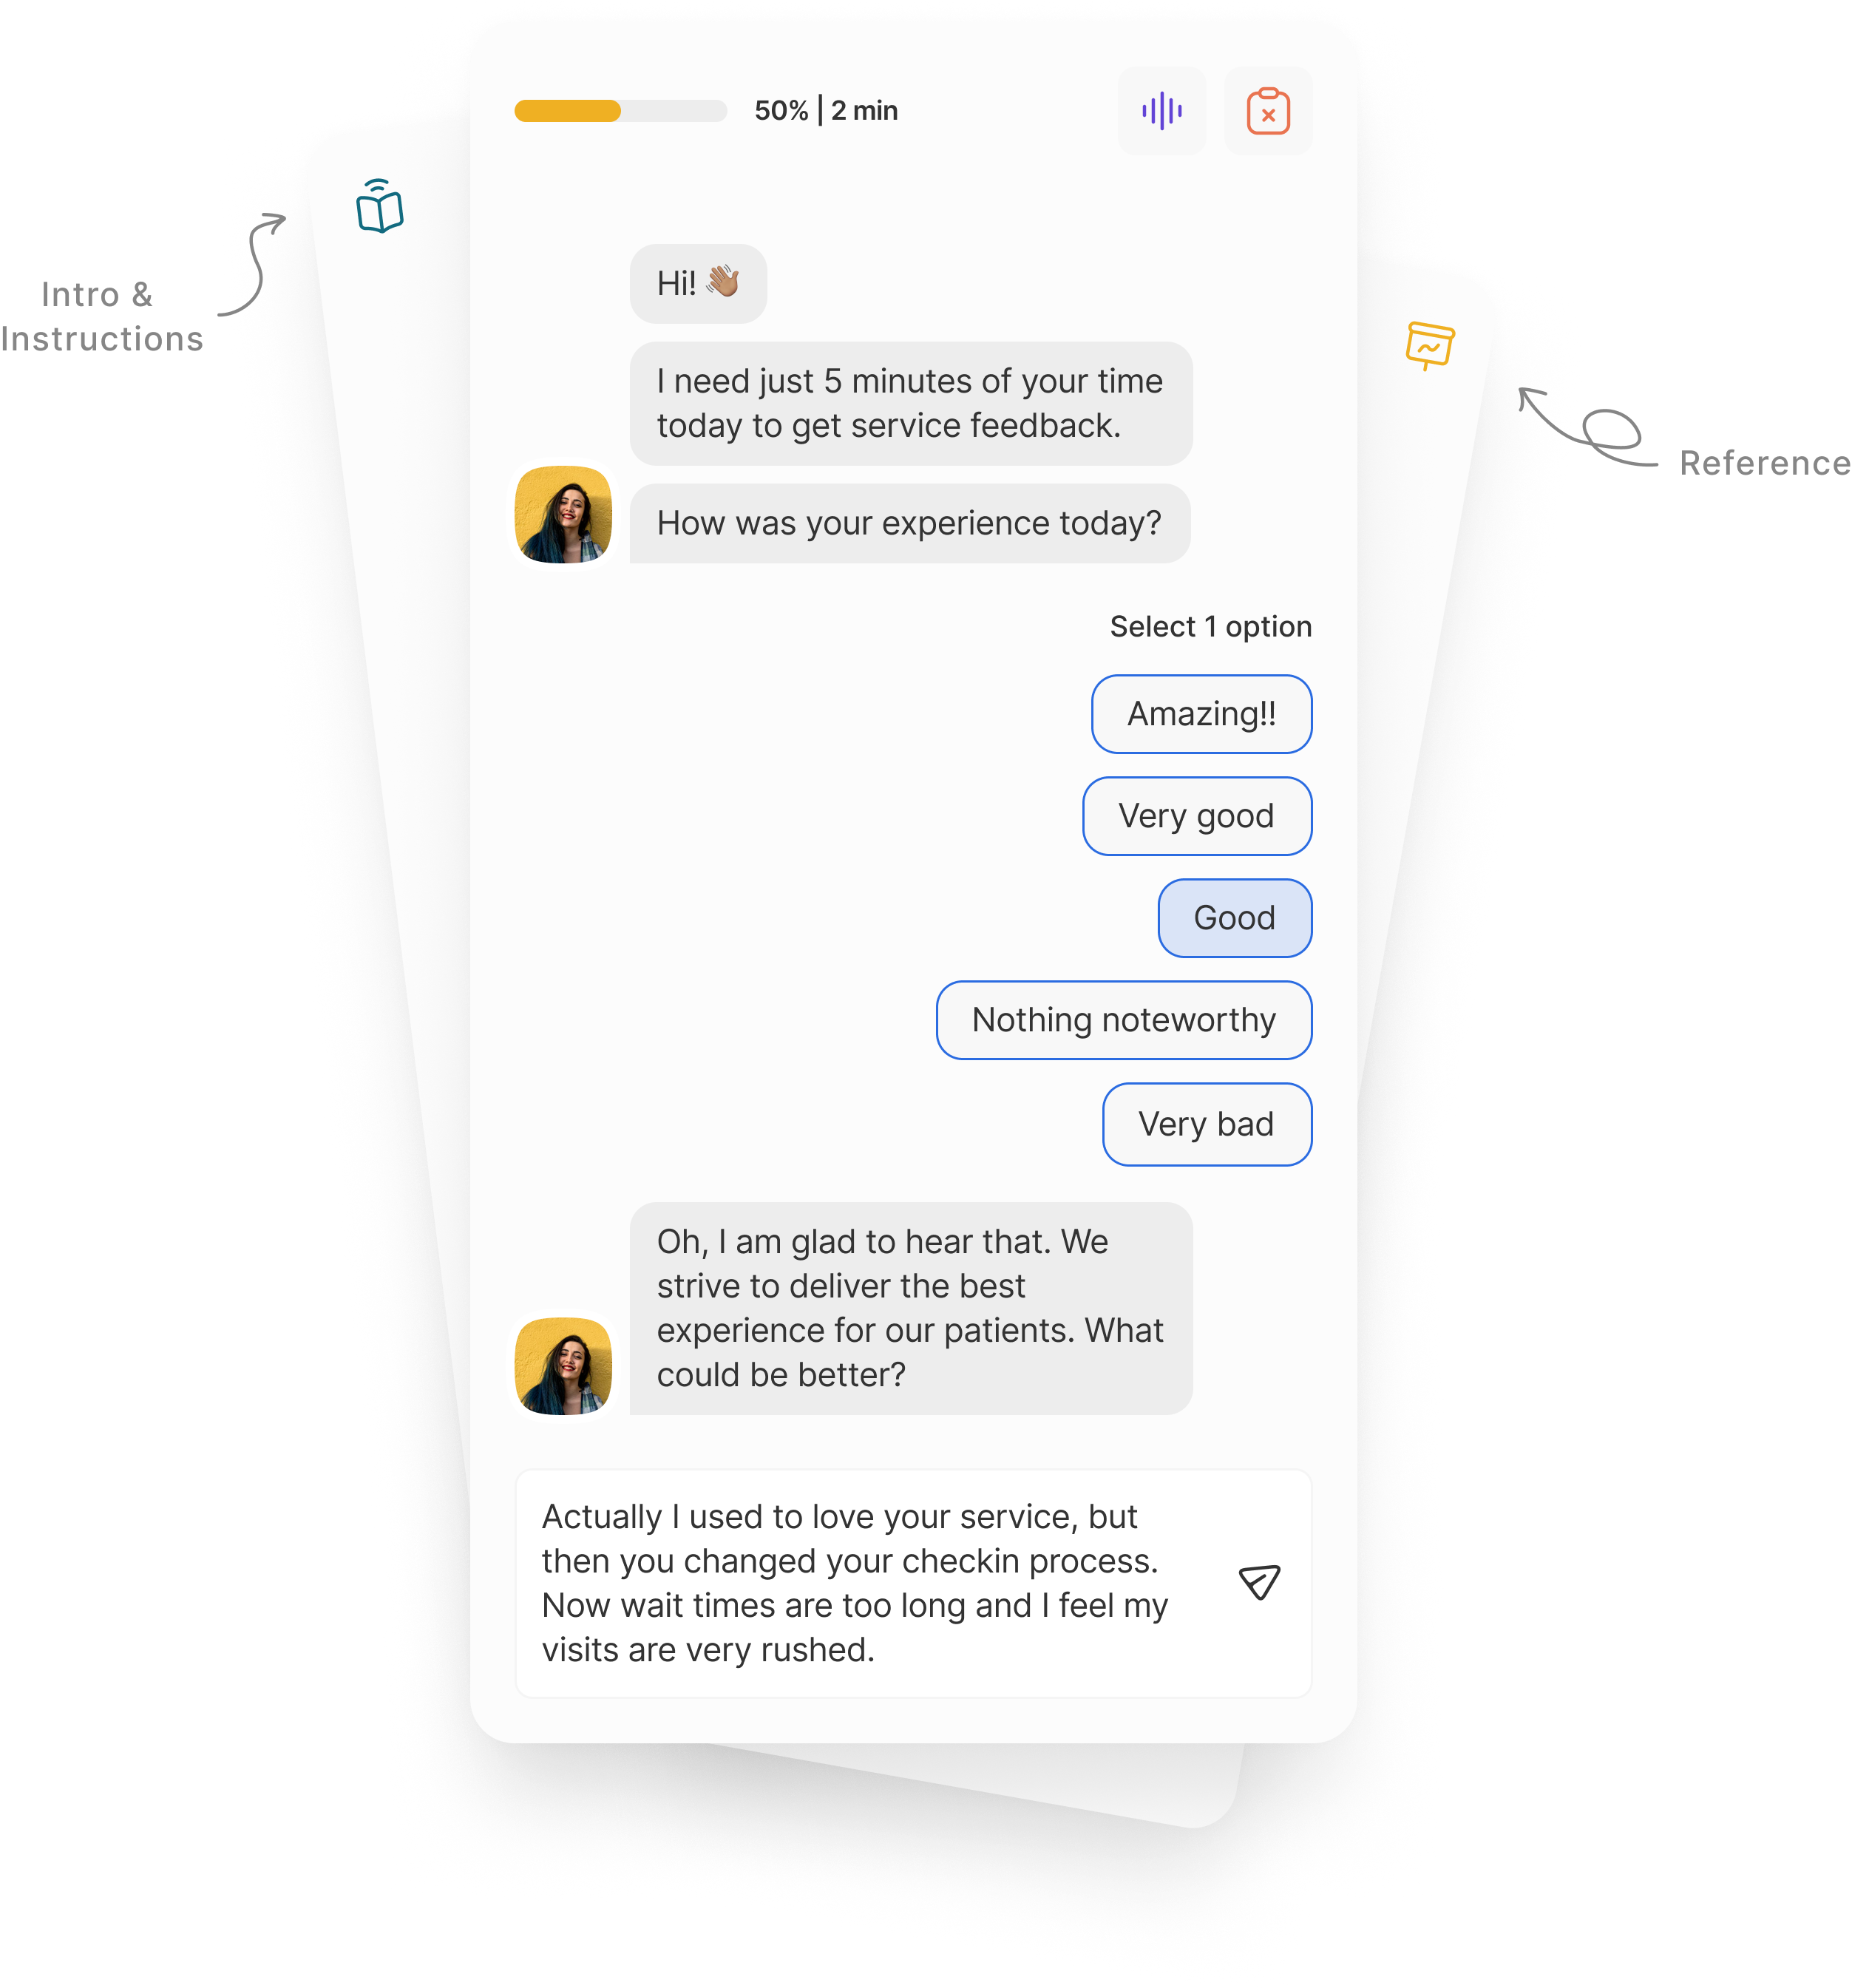 50% | 2 min
Intro &
Instructions
Hi! 👋🏽
I need just 5 minutes of your time
today to get service feedback.
Reference
How was your experience today?
Select 1 option
Amazing!!
Very good
Good
Nothing noteworthy
Very bad
Oh, I am glad to hear that. We
strive to deliver the best
experience for our patients. What
could be better?
Actually I used to love your service, but
then you changed your checkin process.
Now wait times are too long and I feel my
visits are very rushed.